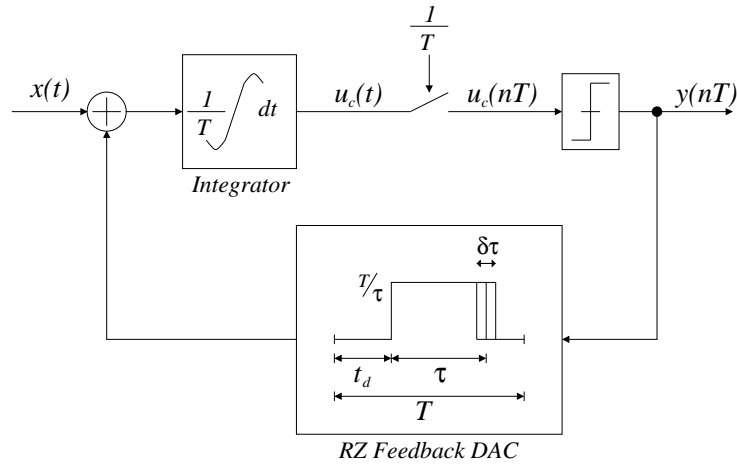 1
T
x(t)
1
T
dt
u_c(t)
u_c(nT)
y(nT)
Integrator
δτ
T/τ
t_d
τ
T
RZ Feedback DAC